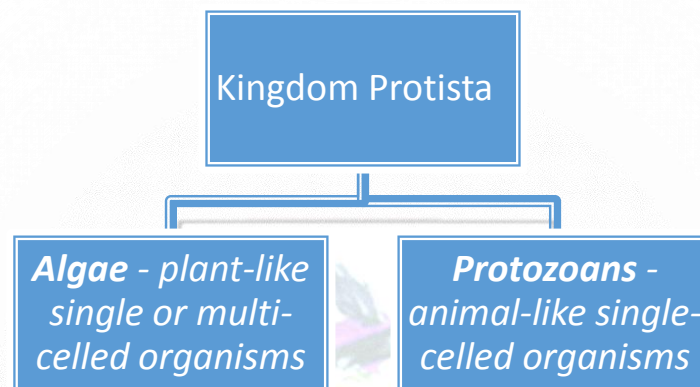 Kingdom Protista
Algae - plant-like
single or multi-
celled organisms
Protozoans -
animal-like single-
celled organisms